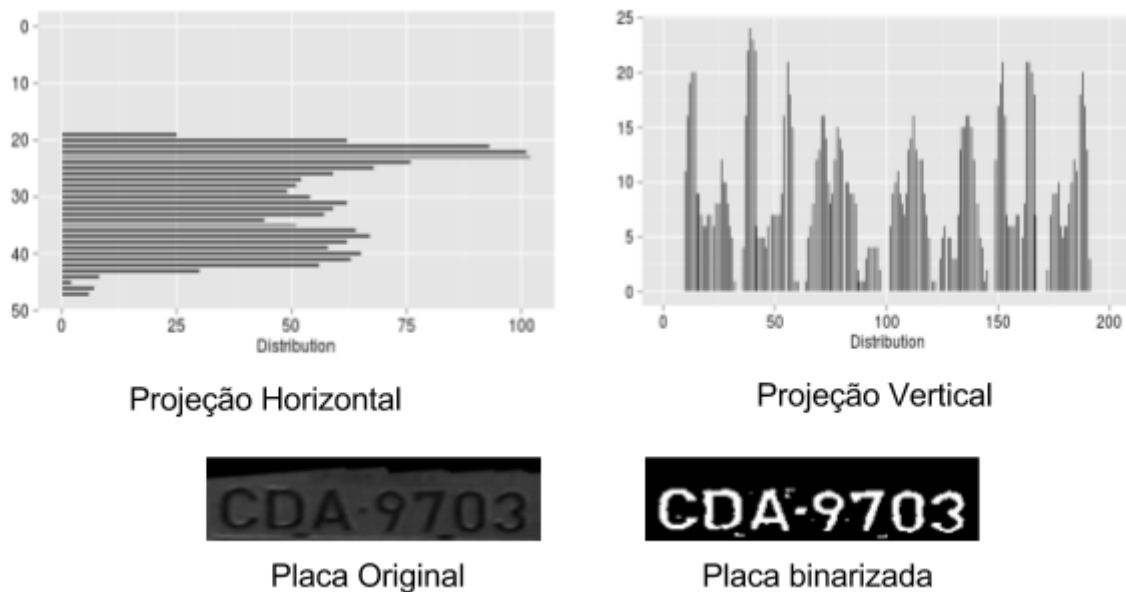 0
10
20
30
40
50
0 25 50 75 100
Distribution
Projeção Horizontal
25
20
15
10
5
0
0 50 100 150 200
Distribution
Projeção Vertical
CDA-9703
Placa Original
CDA-9703
Placa binarizada